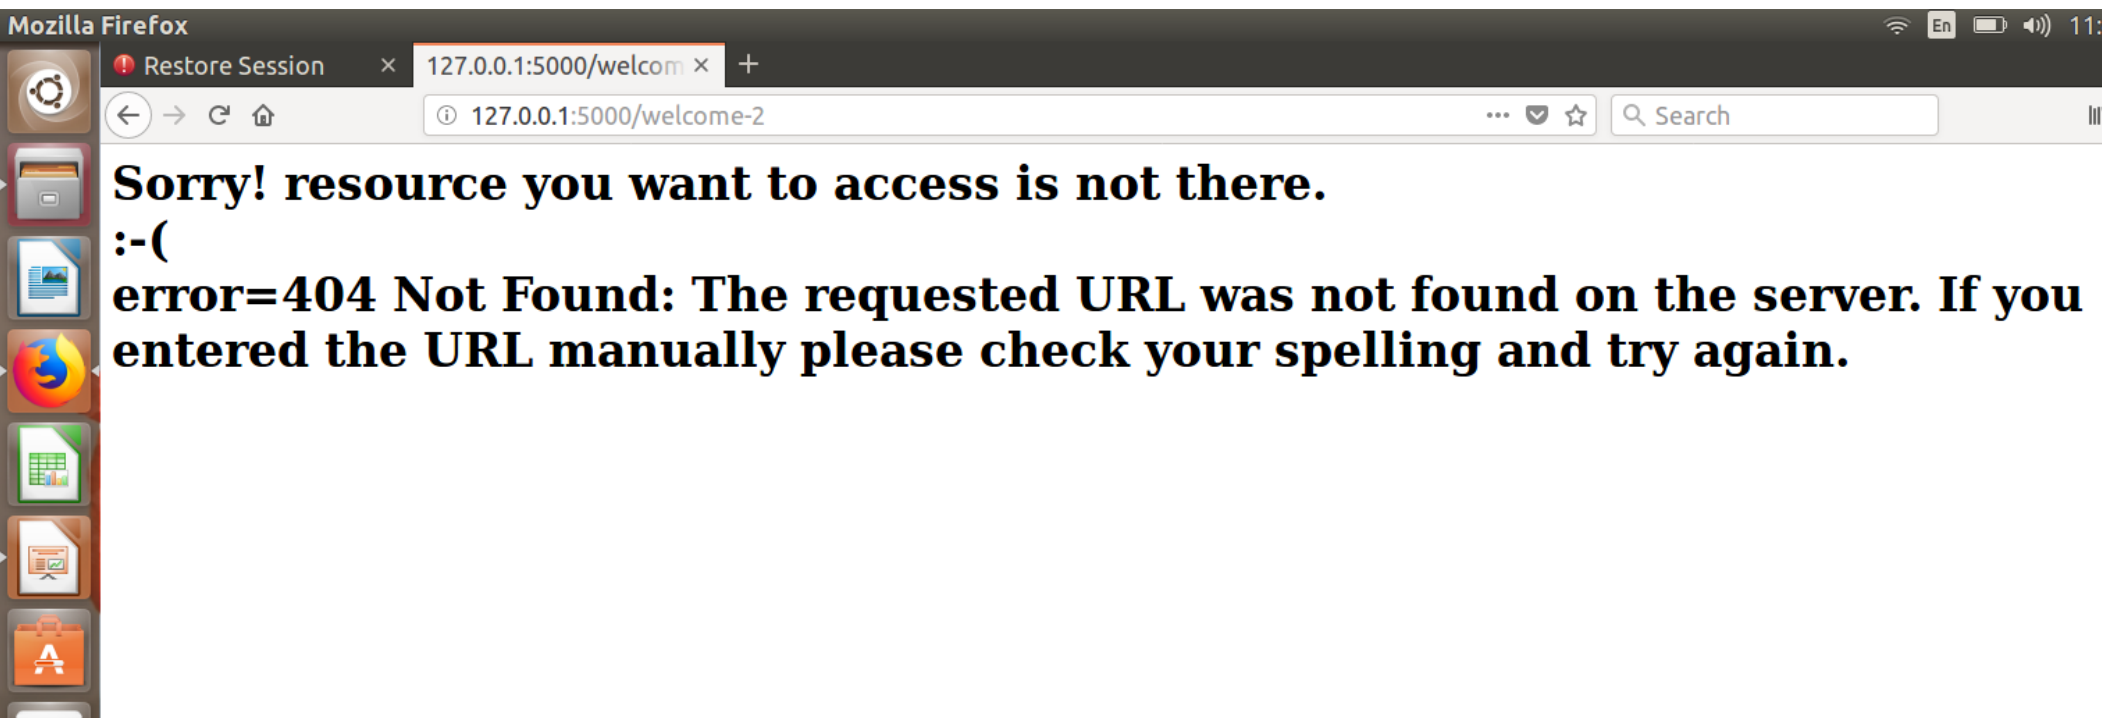 Mozilla Firefox
En
11:
Restore Session
127.0.0.1:5000/welcom
127.0.0.1:5000/welcome-2
Search
Sorry! resource you want to access is not there.
:-(
error=404 Not Found: The requested URL was not found on the server. If you
entered the URL manually please check your spelling and try again.